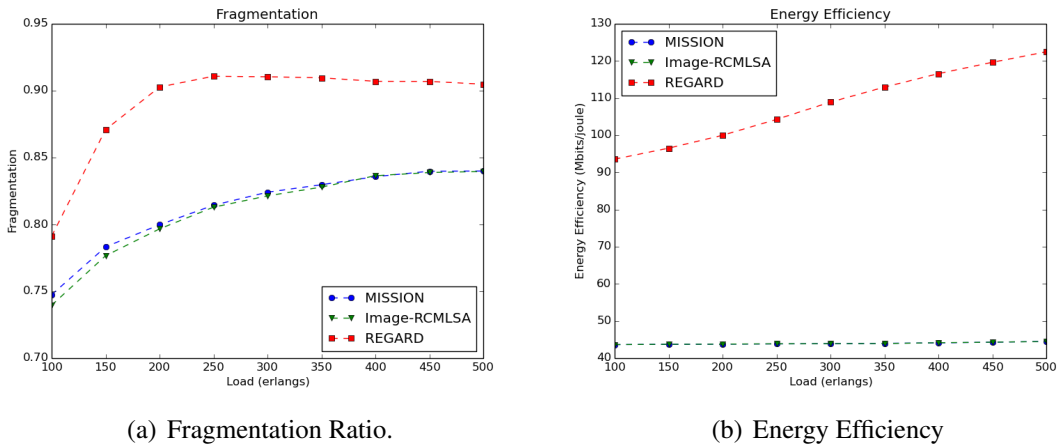 Fragmentation
0.95
0.90
0.85
0.80
0.75
0.70
Fragmentation
MISSION
Image-RCMLSA
REGARD
100 150 200 250 300 350 400 450 500
Load (erlangs)
(a) Fragmentation Ratio.
Energy Efficiency
130
120
110
100
90
80
70
60
50
40
Energy Efficiency (Mbits/joule)
MISSION
Image-RCMLSA
REGARD
100 150 200 250 300 350 400 450 500
Load (erlangs)
(b) Energy Efficiency